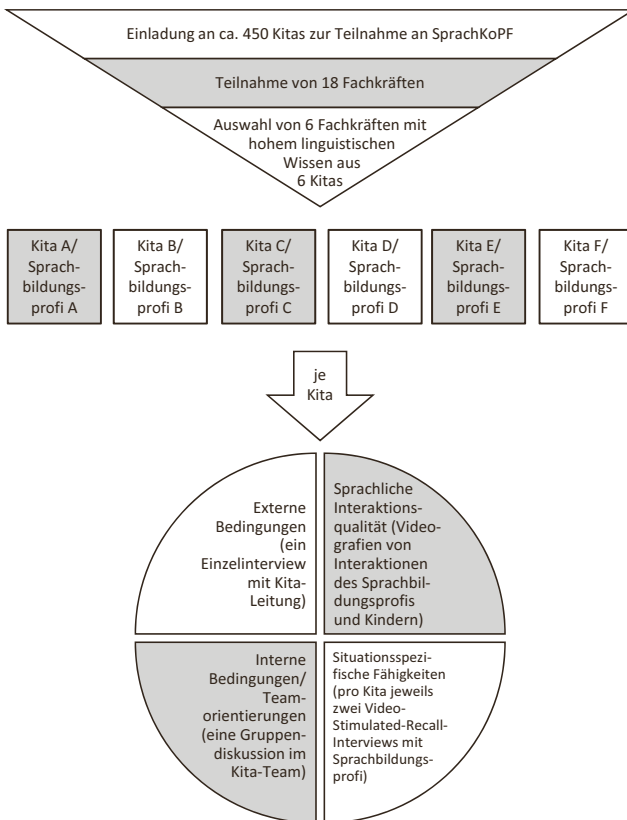 Einladung an ca. 450 Kitas zur Teilnahme an SprachKoPF
Teilnahme von 18 Fachkräften
Auswahl von 6 Fachkräften mit
hohem linguistischen
Wissen aus
6 Kitas
Kita A/
Sprach-
bildungs-
profi A
Kita B/
Sprach-
bildungs-
profi B
Kita C/
Sprach-
bildungs-
profi C
Kita D/
Sprach-
bildungs-
profi D
Kita E/
Sprach-
bildungs-
profi E
Kita F/
Sprach-
bildungs-
profi F
je
Kita
Externe
Bedingungen
(ein
Einzelinterview
mit Kita-
Leitung)
Sprachliche
Interaktions-
qualität (Video-
grafien von
Interaktionen
des Sprachbil-
dungsprofis
und Kindern)
Interne
Bedingungen/
Team-
orientierungen
(eine Gruppen-
diskussion im
Kita-Team)
Situationsspezi-
fische Fähigkeiten
(pro Kita jeweils
zwei Video-
Stimulated-Recall-
Interviews mit
Sprachbildungs-
profi)